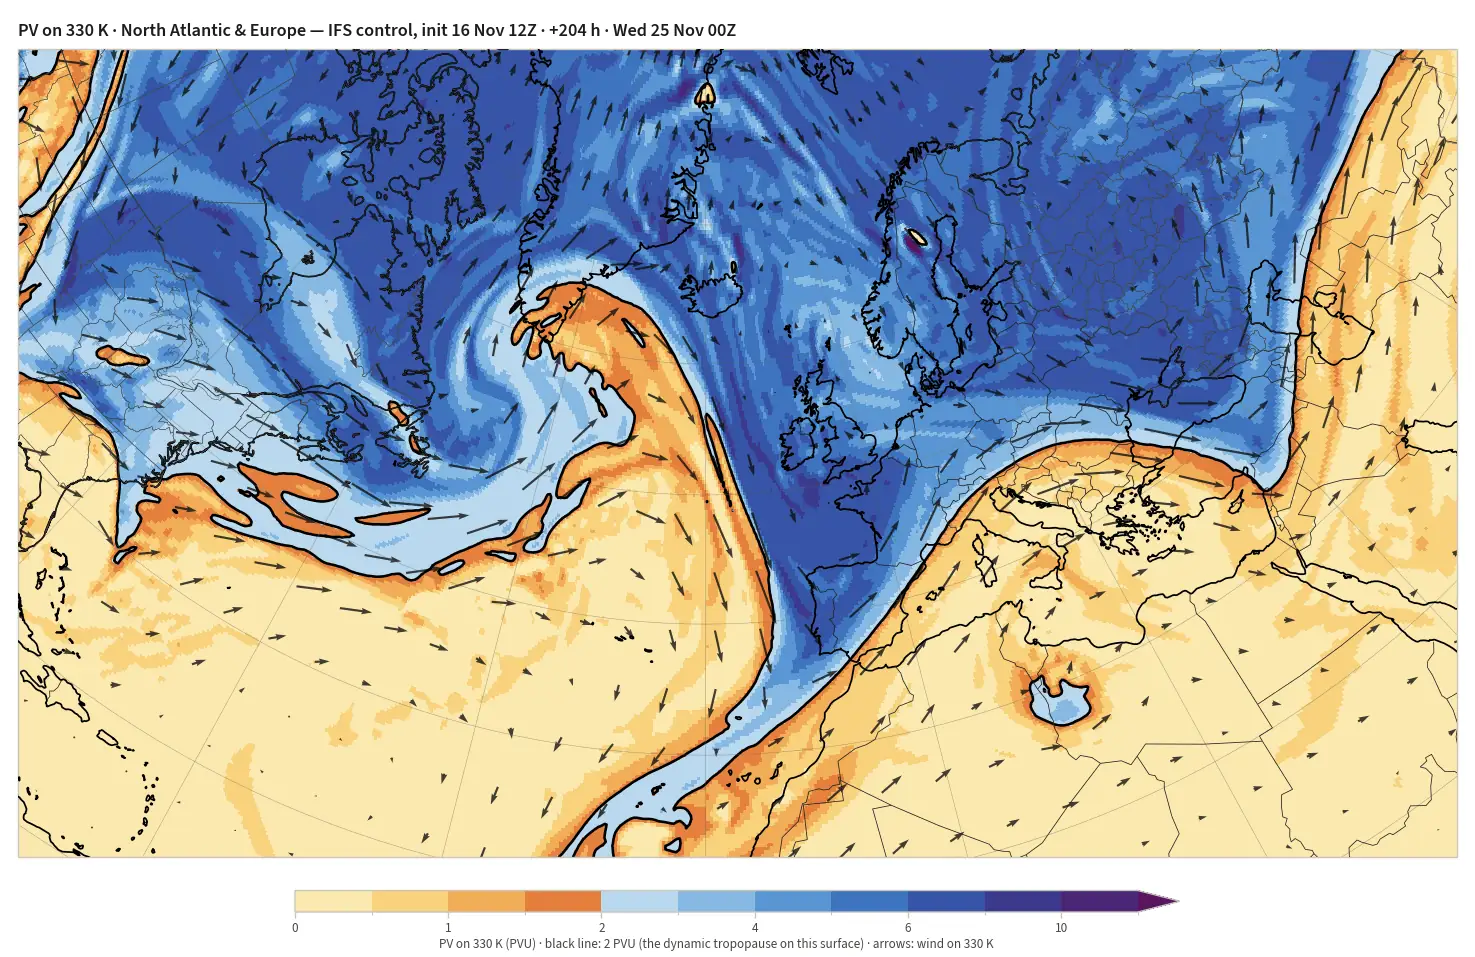 PV on 330 K · North Atlantic & Europe — IFS control, init 16 Nov 12Z · +204 h · Wed 25 Nov 00Z
0 1 2 4 6 10
PV on 330 K (PVU) · black line: 2 PVU (the dynamic tropopause on this surface) · arrows: wind on 330 K